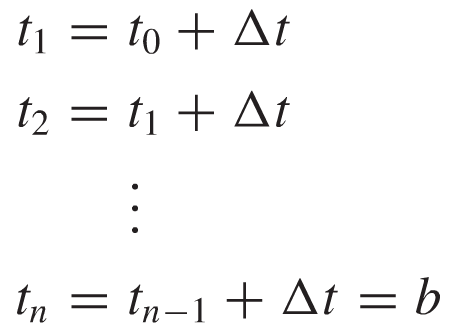 t₁ = t₀ + Δt
t₂ = t₁ + Δt
⋮
tₙ = tₙ₋₁ + Δt = b